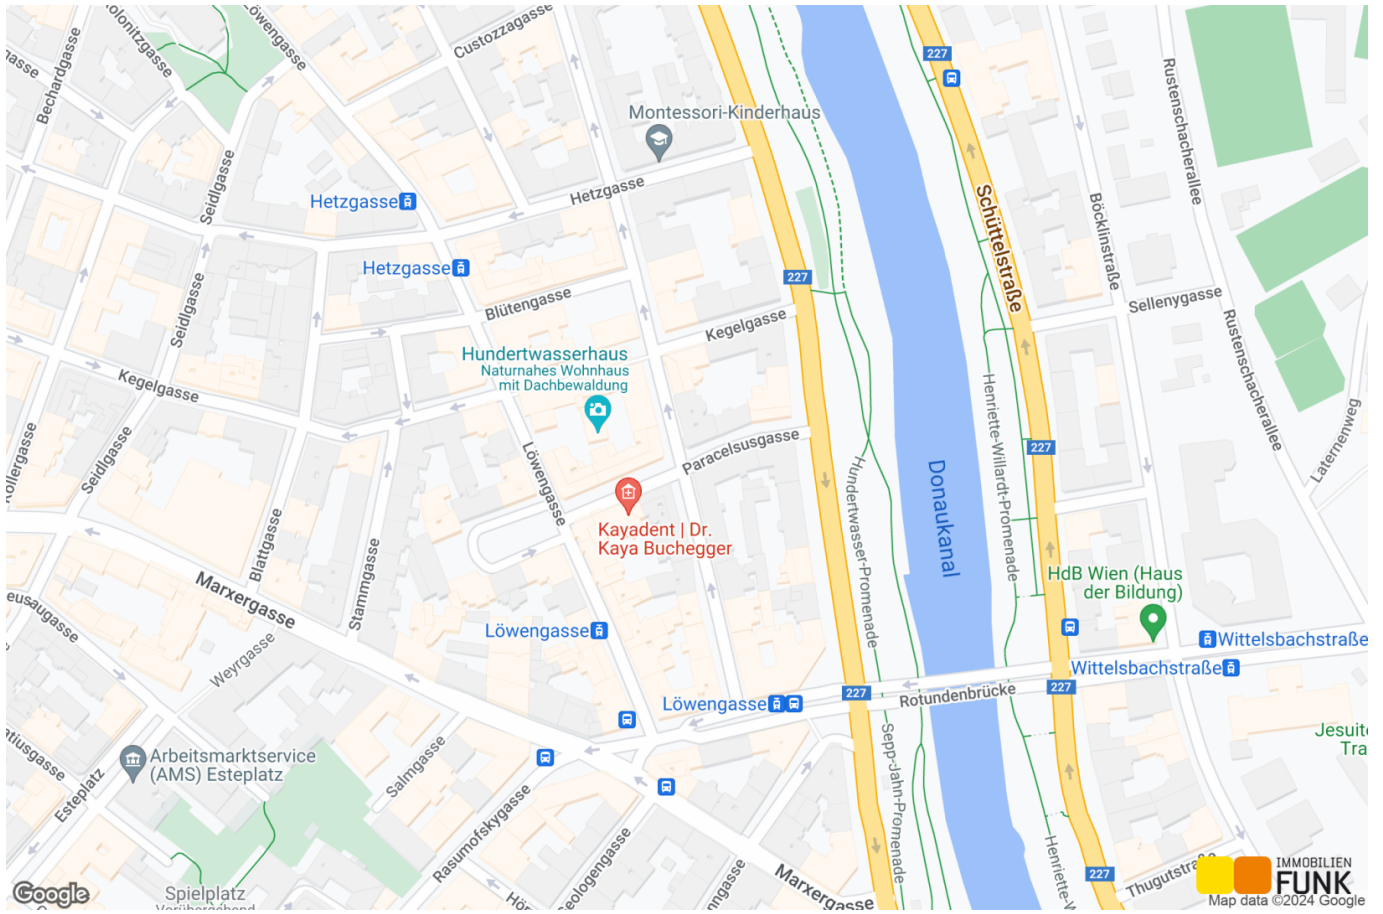 Kolonitzgasse
Löwengasse
Custozzagasse
Bechardgasse
227
Rustenschacherallee
Montessori-Kinderhaus
Seidlgasse
Hetzgasse
Hetzgasse
Schüttelstraße
Böcklinstraße
Hetzgasse
227
Sellenygasse
Seidlgasse
Blütengasse
Kegelgasse
Rustenschacherallee
Hundertwasserhaus
Naturnahes Wohnhaus
mit Dachbewaldung
Kegelgasse
Henriette-Willardt-Promenade
Laternenweg
Seidlgasse
Löwengasse
Paracelsusgasse
227
Hundertwasser-Promenade
Donaukanal
Kayadent | Dr.
Kaya Buchegger
Blattgasse
Stammgasse
Marxergasse
HdB Wien (Haus
der Bildung)
Löwengasse
Weyrgasse
Wittelsbachstraße
Wittelsbachstraße
Löwengasse
227
Rotundenbrücke
227
Arbeitsmarktservice
(AMS) Esteplatz
Esteplatz
Salmgasse
Sepp-Jahn-Promenade
Rasumofskygasse
Marxergasse
227
Thugutstraße
Spielplatz
Vorübergehend
Google
IMMOBILIEN
FUNK
Map data ©2024 Google